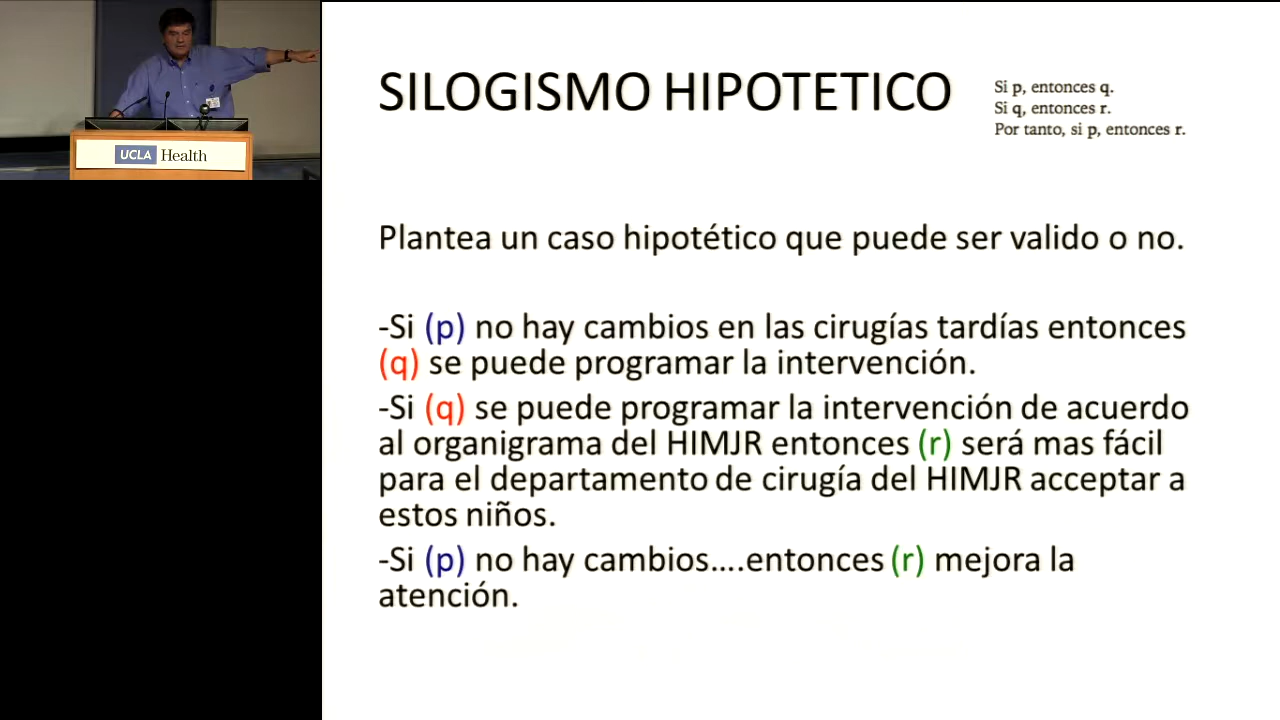 UCLA Health
SILOGISMO HIPOTETICO
Si p, entonces q.
Si q, entonces r.
Por tanto, si p, entonces r.
Plantea un caso hipotético que puede ser valido o no.
-Si (p) no hay cambios en las cirugías tardías entonces
(q) se puede programar la intervención.
-Si (q) se puede programar la intervención de acuerdo
al organigrama del HIMJR entonces (r) será mas fácil
para el departamento de cirugía del HIMJR acceptar a
estos niños.
-Si (p) no hay cambios....entonces (r) mejora la
atención.